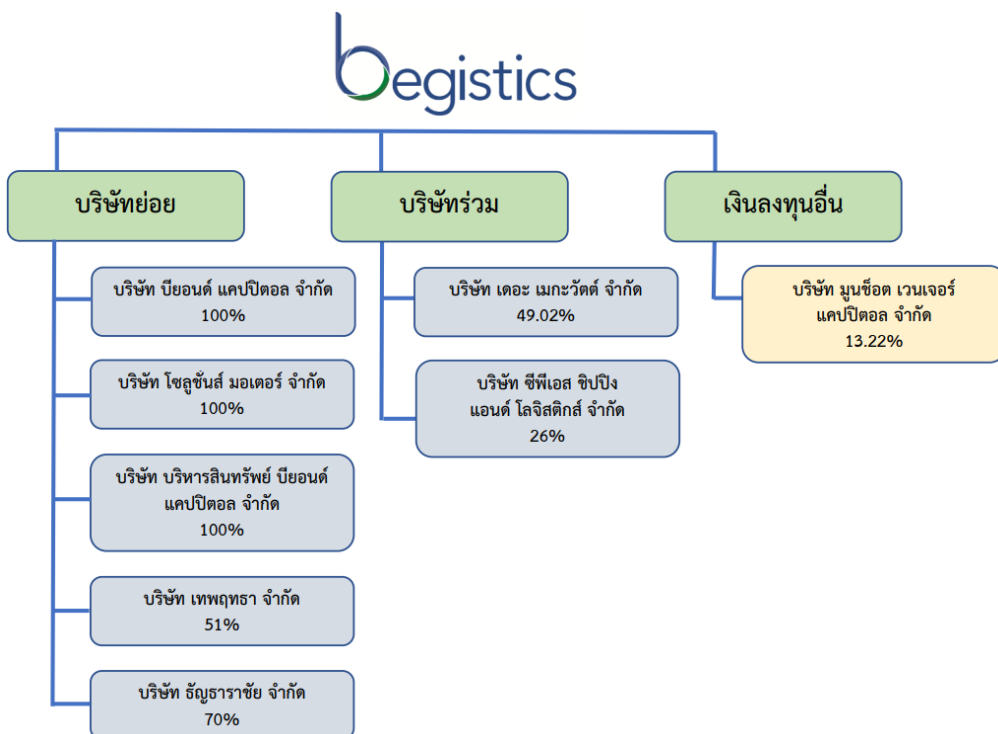 begistics
บริษัทย่อย
บริษัท บียอนด์ แคปปิตอล จำกัด
100%
บริษัท โซลูชั่นส์ มอเตอร์ จำกัด
100%
บริษัท บริหารสินทรัพย์ บียอนด์
แคปปิตอล จำกัด
100%
บริษัท เทพฤทธา จำกัด
51%
บริษัท ธัญธาราชัย จำกัด
70%
บริษัทร่วม
บริษัท เดอะ เมกะวัตต์ จำกัด
49.02%
บริษัท ซีพีเอส ชิปปิง
แอนด์ โลจิสติกส์ จำกัด
26%
เงินลงทุนอื่น
บริษัท มูนช็อต เวนเจอร์
แคปปิตอล จำกัด
13.22%